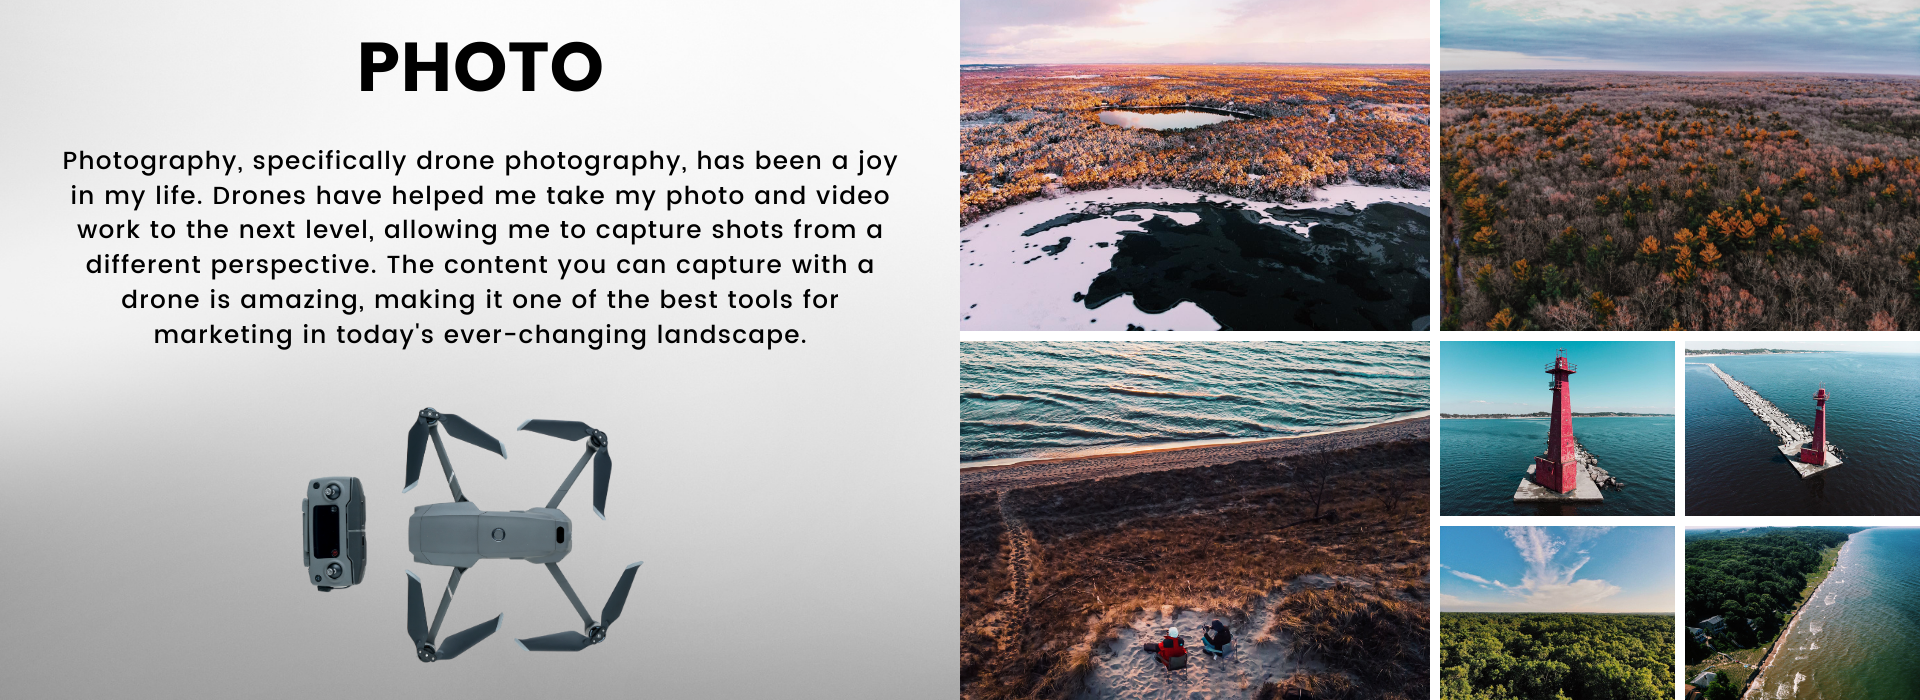 PHOTO
Photography, specifically drone photography, has been a joy
in my life. Drones have helped me take my photo and video
work to the next level, allowing me to capture shots from a
different perspective. The content you can capture with a
drone is amazing, making it one of the best tools for
marketing in today's ever-changing landscape.